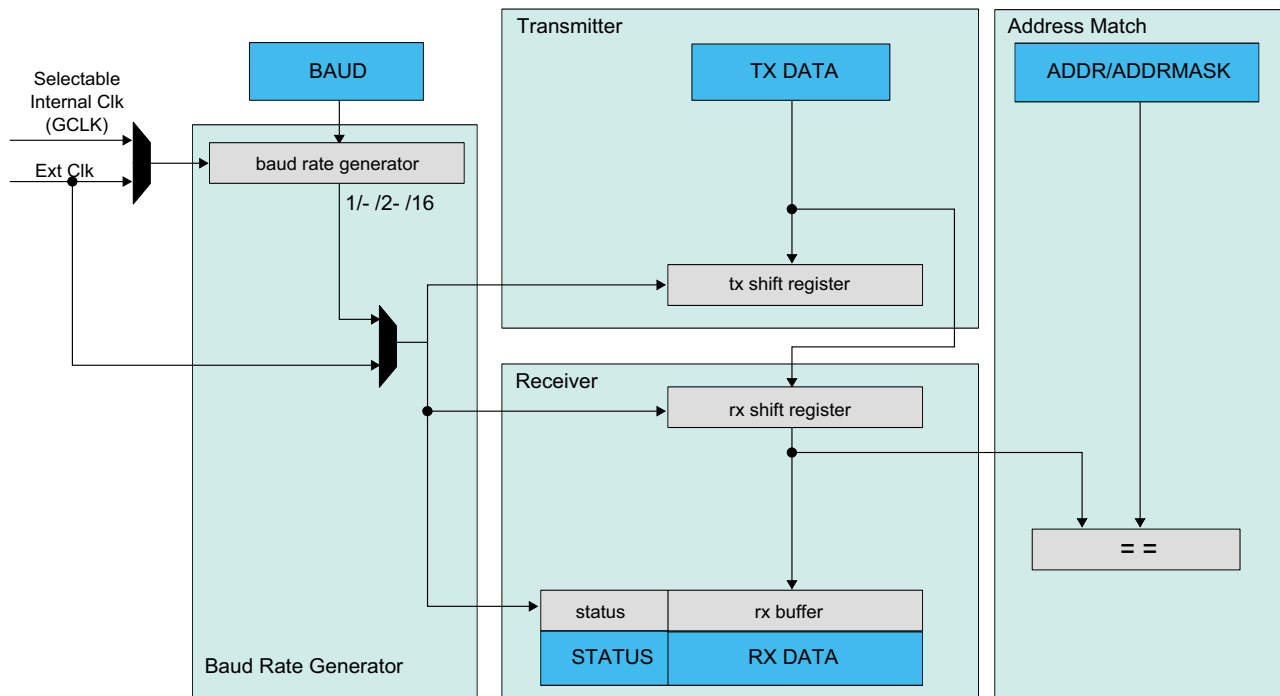 Transmitter
Address Match
BAUD
TX DATA
ADDR/ADDRMASK
Selectable
Internal Clk
(GCLK)
baud rate generator
Ext Clk
1/- /2- /16
tx shift register
Receiver
rx shift register
= =
status
rx buffer
STATUS
RX DATA
Baud Rate Generator